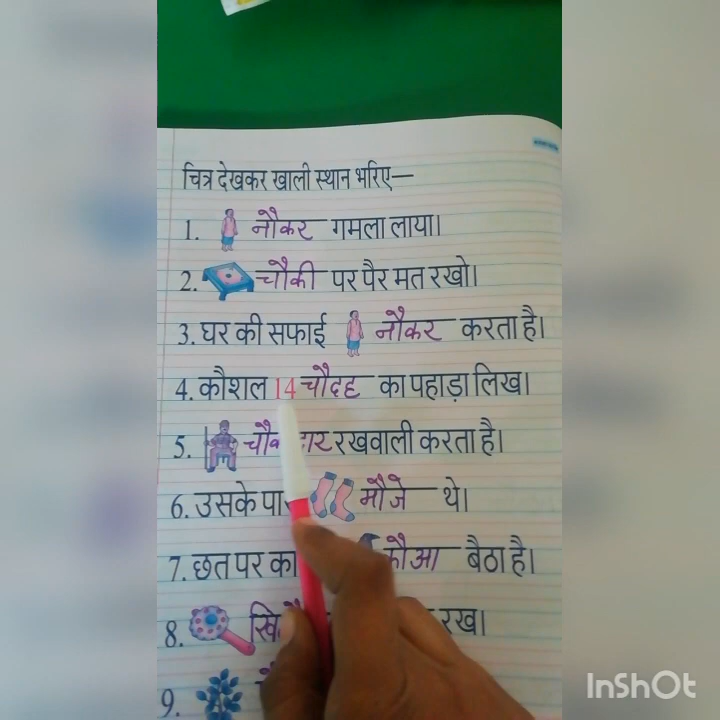 चित्र देखकर खाली स्थान भरिए—
1. नौकर गमला लाया।
2. चौकी पर पैर मत रखो।
3. घर की सफाई नौकर करता है।
4. कौशल 14 चौदह का पहाड़ा लिख।
5. रखवाली करता है।
6. उसके मौजे थे।
7. छत पर कौआ बैठा है।
8. रख।
9.
InShOt